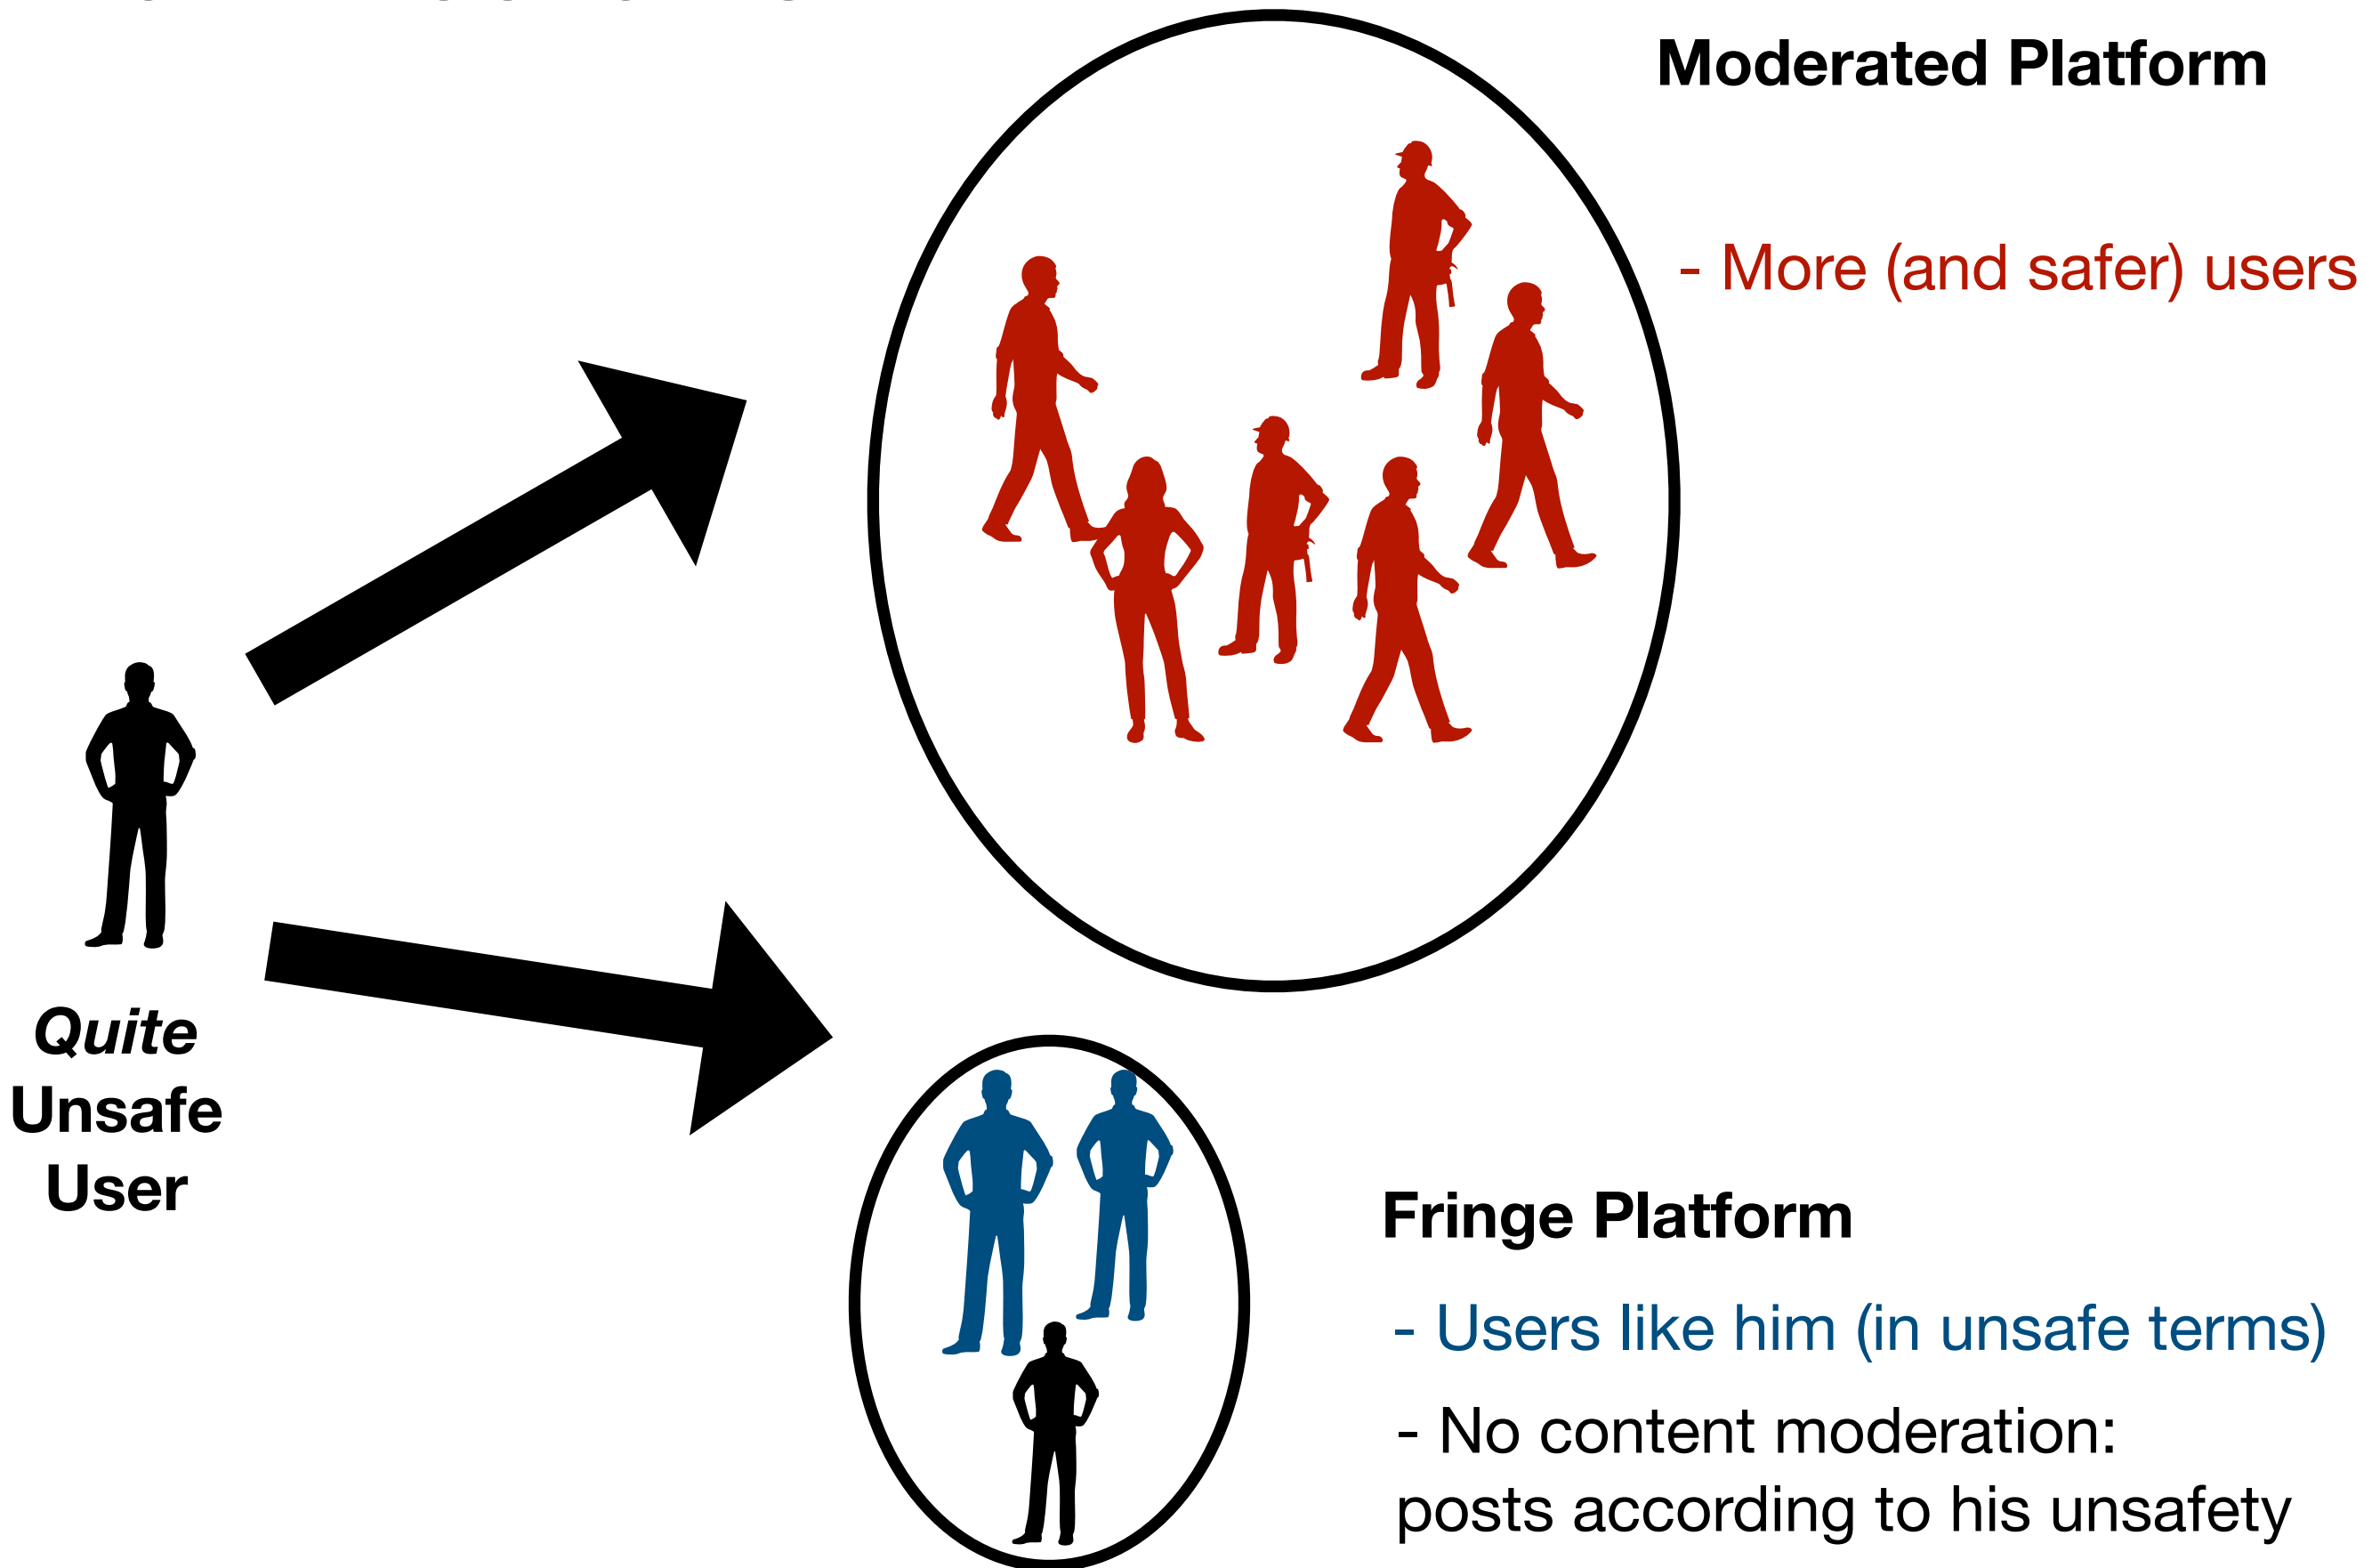 Moderated Platform
- More (and safer) users
Quite
Unsafe
User
Fringe Platform
- Users like him (in unsafe terms)
- No content moderation:
posts according to his unsafety